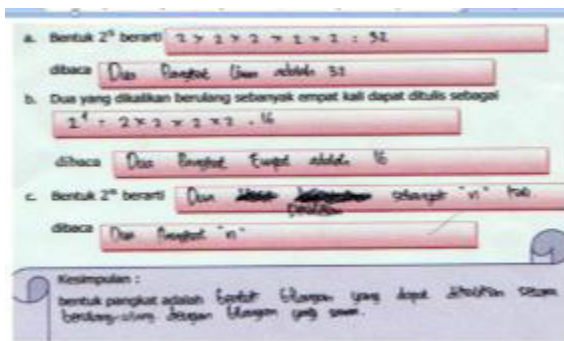 a. Bentuk 2⁵ berarti 2 x 2 x 2 x 2 x 2 = 32
dibaca Dua Pangkat lima adalah 32
b. Dua yang dikalikan berulang sebanyak empat kali dapat ditulis sebagai
2⁴ = 2 x 2 x 2 x 2 = 16
dibaca Dua Pangkat Empat adalah 16
c. Bentuk 2ⁿ berarti Dua sebanyak "n" kali
dibaca Dua Pangkat "n"
Kesimpulan :
bentuk pangkat adalah bentuk bilangan yang dapat dikalikan secara
berulang-ulang dengan bilangan yang sama.